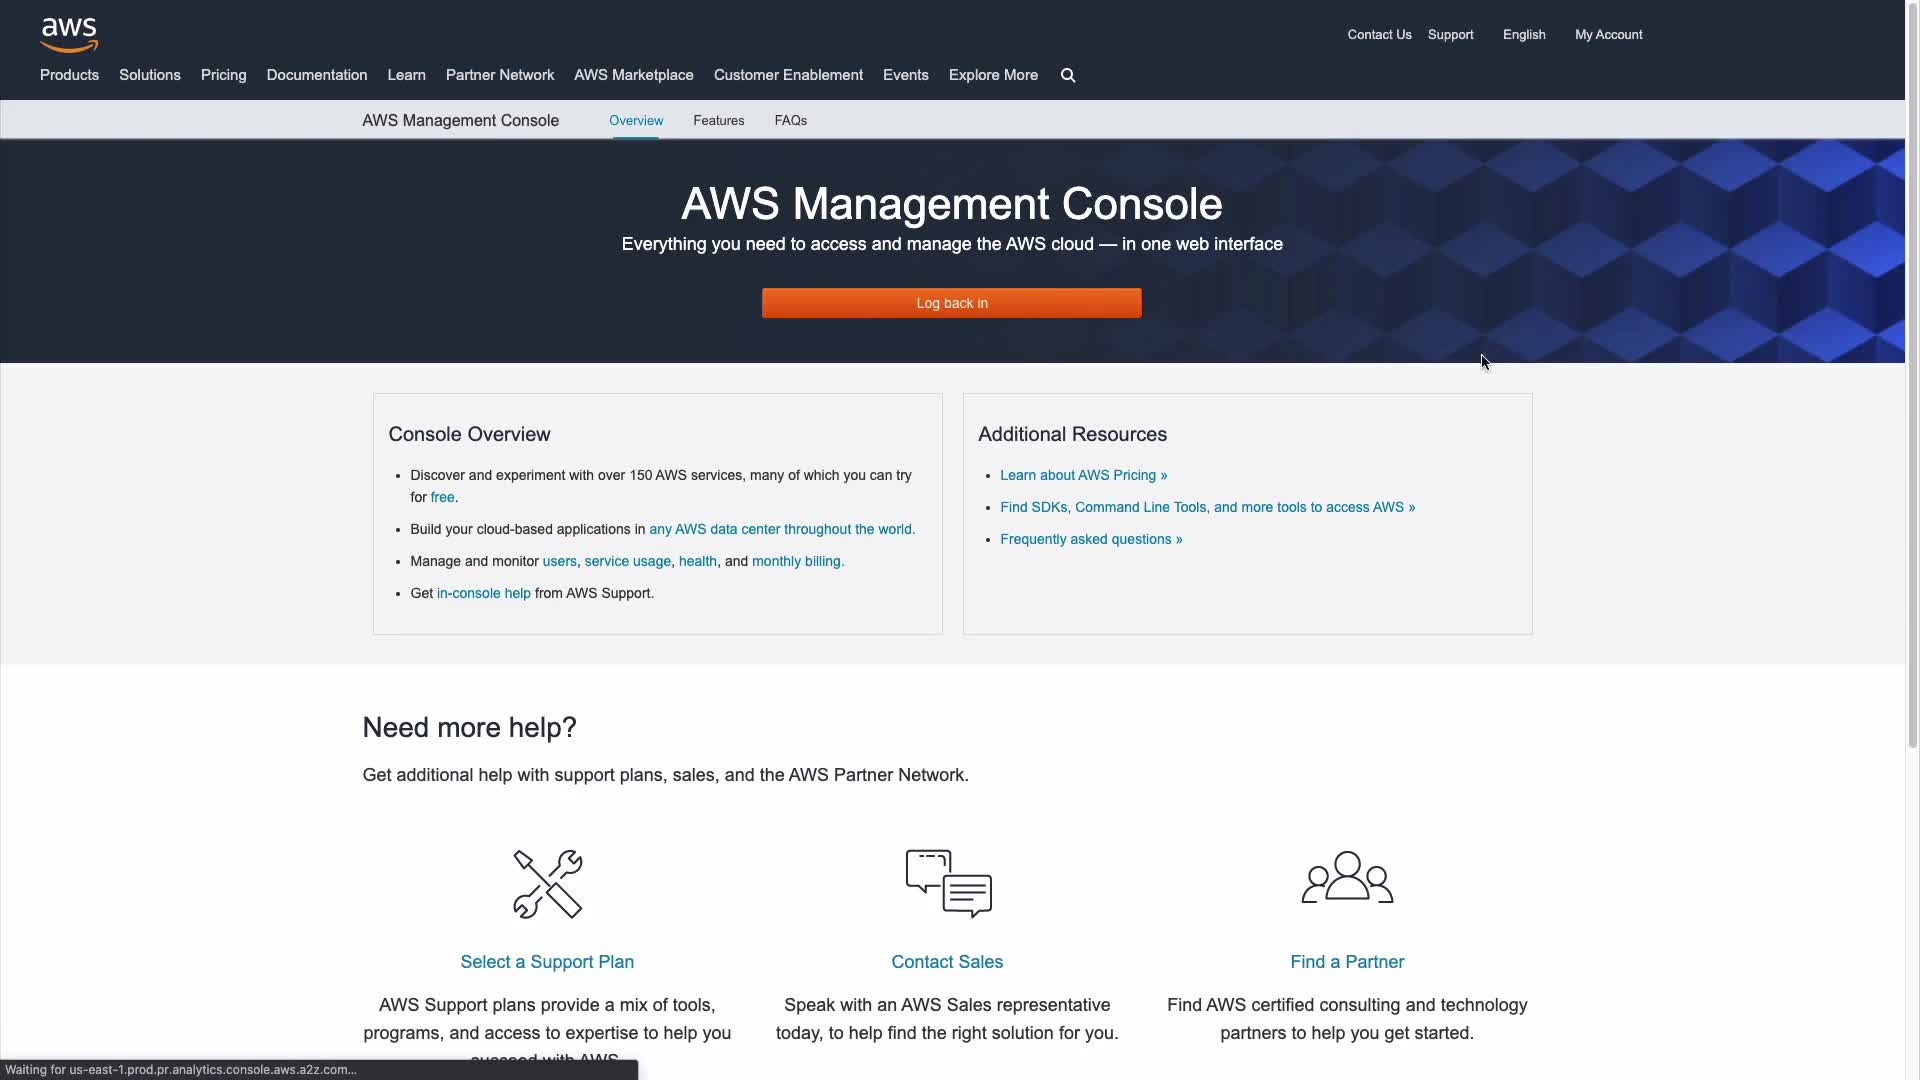 aws
Contact Us Support English My Account
Products Solutions Pricing Documentation Learn Partner Network AWS Marketplace Customer Enablement Events Explore More
AWS Management Console Overview Features FAQs
AWS Management Console
Everything you need to access and manage the AWS cloud — in one web interface
Log back in
Console Overview
• Discover and experiment with over 150 AWS services, many of which you can try
for free.
• Build your cloud-based applications in any AWS data center throughout the world.
• Manage and monitor users, service usage, health, and monthly billing.
• Get in-console help from AWS Support.
Additional Resources
• Learn about AWS Pricing »
• Find SDKs, Command Line Tools, and more tools to access AWS »
• Frequently asked questions »
Need more help?
Get additional help with support plans, sales, and the AWS Partner Network.
Select a Support Plan
AWS Support plans provide a mix of tools,
programs, and access to expertise to help you
succeed with AWS
Contact Sales
Speak with an AWS Sales representative
today, to help find the right solution for you.
Find a Partner
Find AWS certified consulting and technology
partners to help you get started.
Waiting for us-east-1.prod.pr.analytics.console.aws.a2z.com...